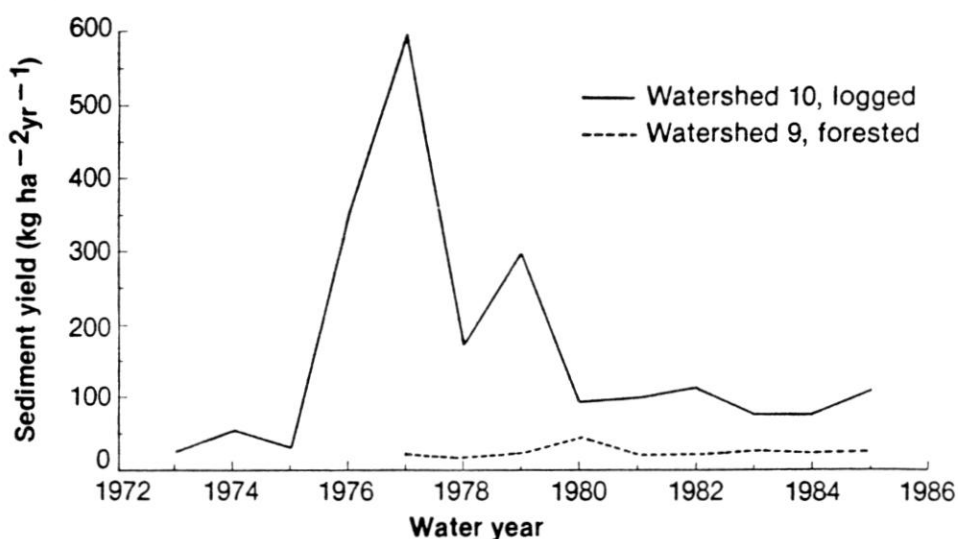 600
500
400
300
200
100
0
Sediment yield (kg ha −2yr −1)
Watershed 10, logged
Watershed 9, forested
1972 1974 1976 1978 1980 1982 1984 1986
Water year